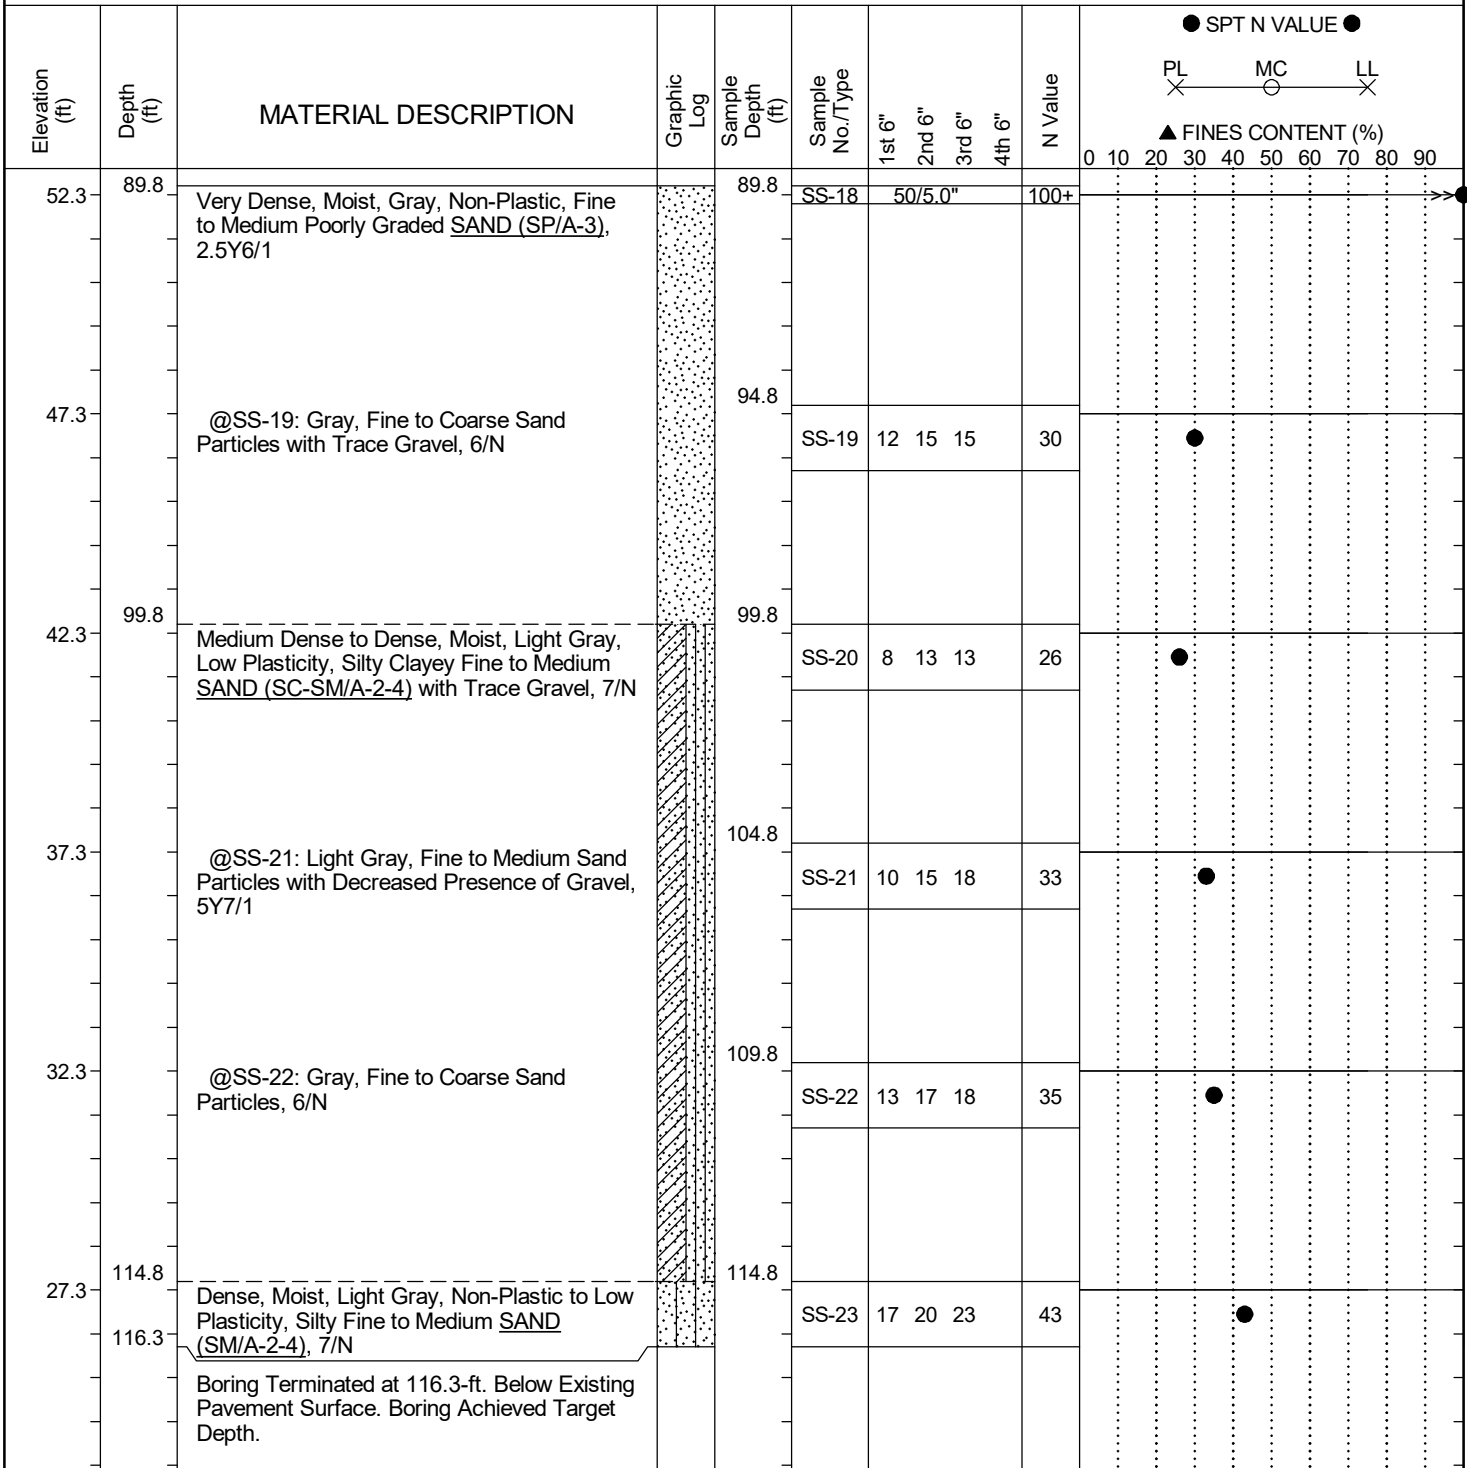 ● SPT N VALUE ●
PL MC LL
▲ FINES CONTENT (%)
0 10 20 30 40 50 60 70 80 90
Elevation (ft)
Depth (ft)
MATERIAL DESCRIPTION
Graphic Log
Sample Depth (ft)
Sample No./Type
1st 6"
2nd 6"
3rd 6"
4th 6"
N Value
52.3 89.8 89.8 SS-18 50/5.0" 100+ >>
Very Dense, Moist, Gray, Non-Plastic, Fine
to Medium Poorly Graded SAND (SP/A-3),
2.5Y6/1
94.8
47.3
@SS-19: Gray, Fine to Coarse Sand
Particles with Trace Gravel, 6/N
SS-19 12 15 15 30
99.8 99.8
42.3
Medium Dense to Dense, Moist, Light Gray,
Low Plasticity, Silty Clayey Fine to Medium
SAND (SC-SM/A-2-4) with Trace Gravel, 7/N
SS-20 8 13 13 26
104.8
37.3
@SS-21: Light Gray, Fine to Medium Sand
Particles with Decreased Presence of Gravel,
5Y7/1
SS-21 10 15 18 33
109.8
32.3
@SS-22: Gray, Fine to Coarse Sand
Particles, 6/N
SS-22 13 17 18 35
114.8 114.8
27.3
Dense, Moist, Light Gray, Non-Plastic to Low
Plasticity, Silty Fine to Medium SAND
(SM/A-2-4), 7/N
SS-23 17 20 23 43
116.3
Boring Terminated at 116.3-ft. Below Existing
Pavement Surface. Boring Achieved Target
Depth.